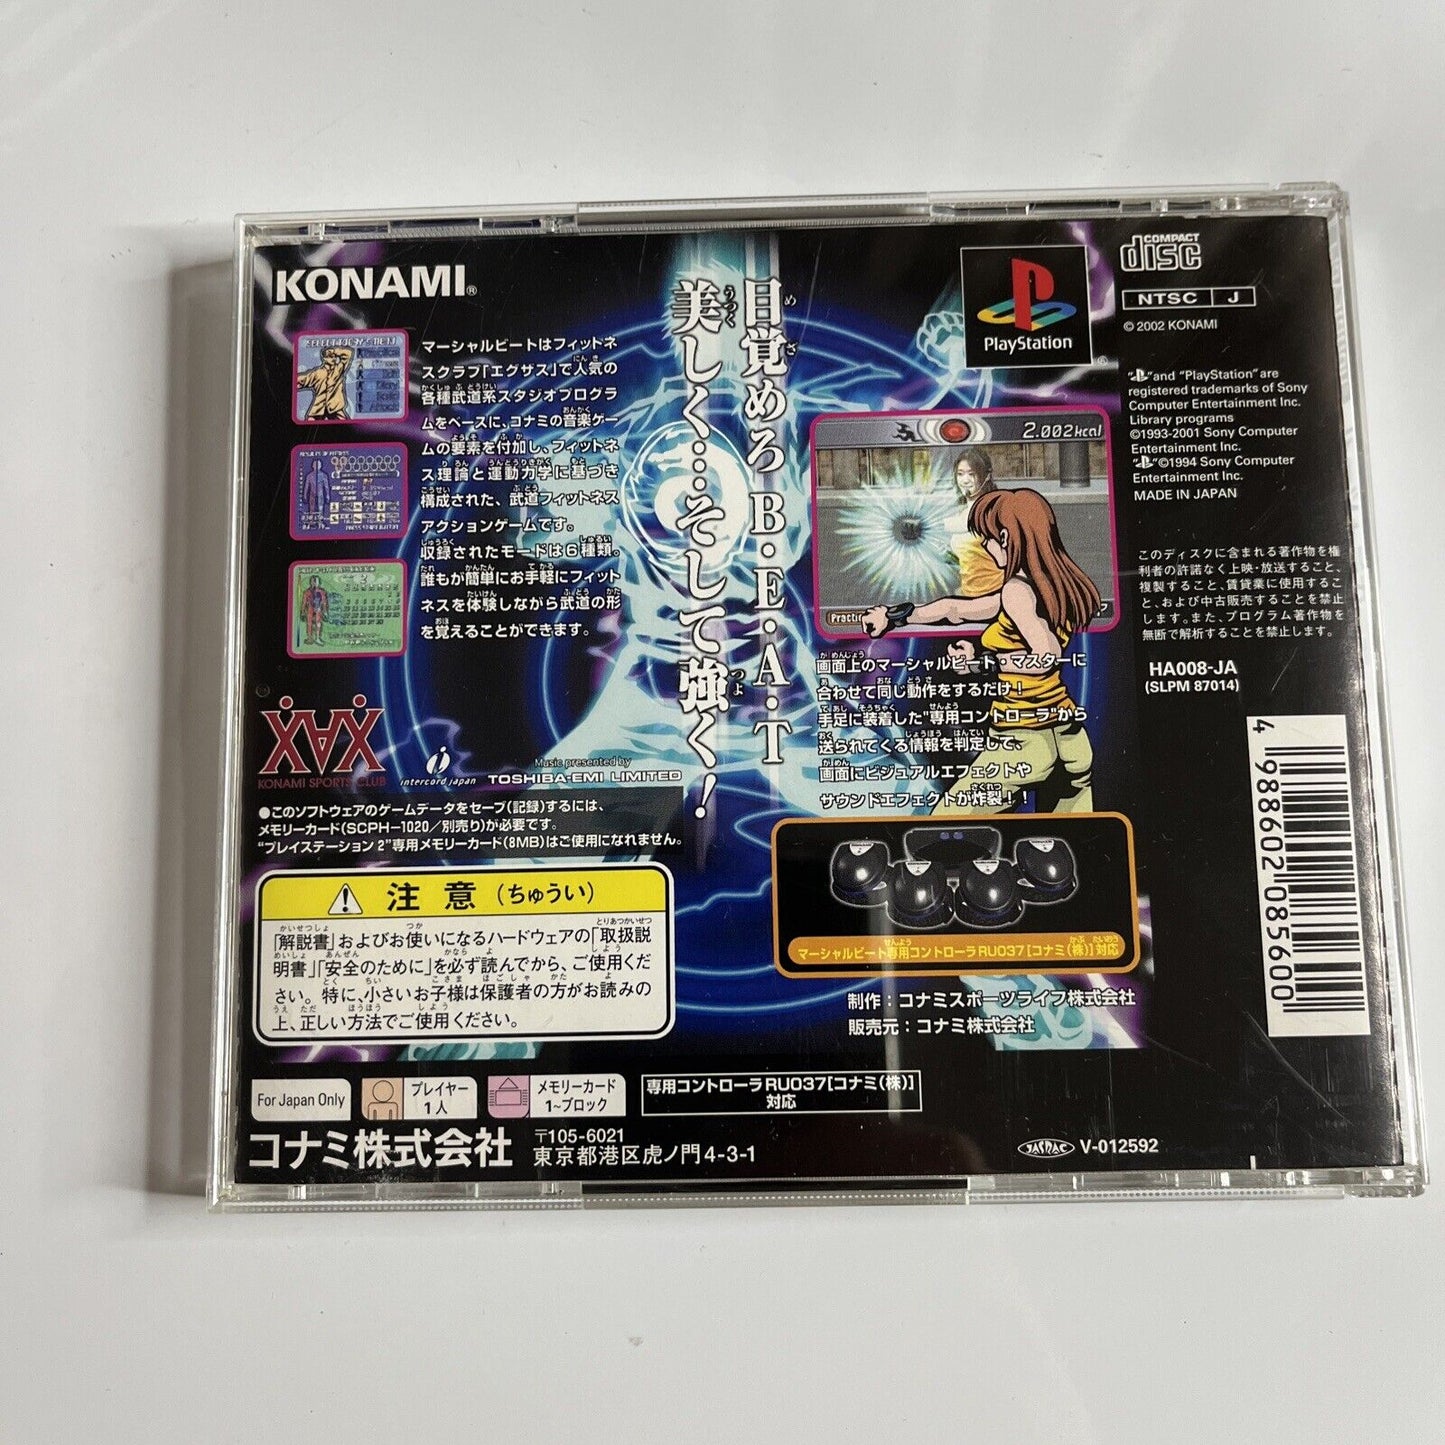 KONAMI®
マーシャルビートはフィットネ
スクラブ「エグザス」で人気の
各種武道系スタジオプログラ
ムをベースに、コナミの音楽ゲー
ムの要素を付加し、フィットネ
ス理論と運動力学に基づき
構成された、武道フィットネス
アクションゲームです。
収録されたモードは6種類。
誰もが簡単にお手軽にフィット
ネスを体験しながら武道の形
を覚えることができます。
目覚めろB・E・A・T
美しく…そして強く!
PlayStation
COMPACT
disc
NTSC J
© 2002 KONAMI
" " and "PlayStation" are
registered trademarks of Sony
Computer Entertainment Inc.
Library programs
©1993-2001 Sony Computer
Entertainment Inc.
" "©1994 Sony Computer
Entertainment Inc.
MADE IN JAPAN
このディスクに含まれる著作物を権
利者の許諾なく上映・放送すること、
複製すること、賃貸業に使用するこ
と、および中古販売することを禁止
します。また、プログラム著作物を
無断で解析することを禁止します。
HA008-JA
(SLPM 87014)
4 988602 085600
2.002kcal
画面上のマーシャルビート・マスターに
合わせて同じ動作をするだけ!
手足に装着した"専用コントローラ"から
送られてくる情報を判定して、
画面にビジュアルエフェクトや
サウンドエフェクトが炸裂!!
マーシャルビート専用コントローラRU037[コナミ(株)]対応
制作:コナミスポーツライフ株式会社
販売元:コナミ株式会社
XAX
KONAMI SPORTS CLUB
intercord japan
Music presented by
TOSHIBA-EMI LIMITED
●このソフトウェアのゲームデータをセーブ(記録)するには、
メモリーカード(SCPH-1020/別売り)が必要です。
"プレイステーション 2"専用メモリーカード(8MB)はご使用になれません。
注意(ちゅうい)
「解説書」およびお使いになるハードウェアの「取扱説
明書」「安全のために」を必ず読んでから、ご使用くだ
さい。特に、小さいお子様は保護者の方がお読みの
上、正しい方法でご使用ください。
For Japan Only
プレイヤー
1人
メモリーカード
1~ブロック
専用コントローラRU037[コナミ(株)]
対応
コナミ株式会社
〒105-6021
東京都港区虎ノ門4-3-1
JASRAC V-012592